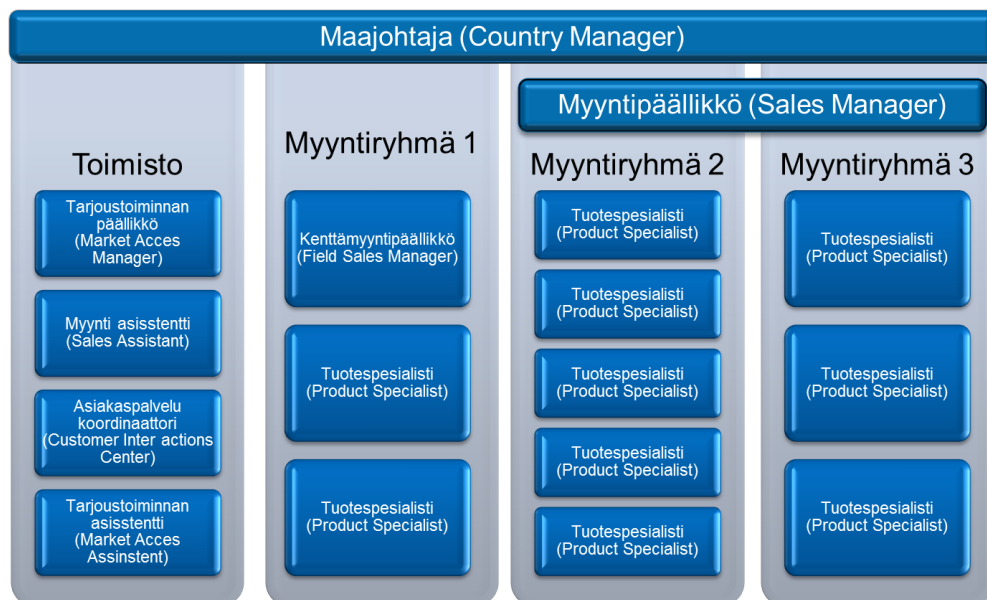 Maajohtaja (Country Manager)
Myyntipäällikkö (Sales Manager)
Toimisto
Tarjoustoiminnan
päällikkö
(Market Acces
Manager)
Myynti asisstentti
(Sales Assistant)
Asiakaspalvelu
koordinaattori
(Customer Inter actions
Center)
Tarjoustoiminnan
asisstentti
(Market Acces
Assinstent)
Myyntiryhmä 1
Kenttämyyntipäällikkö
(Field Sales Manager)
Tuotespesialisti
(Product Specialist)
Tuotespesialisti
(Product Specialist)
Myyntiryhmä 2
Tuotespesialisti
(Product Specialist)
Tuotespesialisti
(Product Specialist)
Tuotespesialisti
(Product Specialist)
Tuotespesialisti
(Product Specialist)
Tuotespesialisti
(Product Specialist)
Myyntiryhmä 3
Tuotespesialisti
(Product Specialist)
Tuotespesialisti
(Product Specialist)
Tuotespesialisti
(Product Specialist)